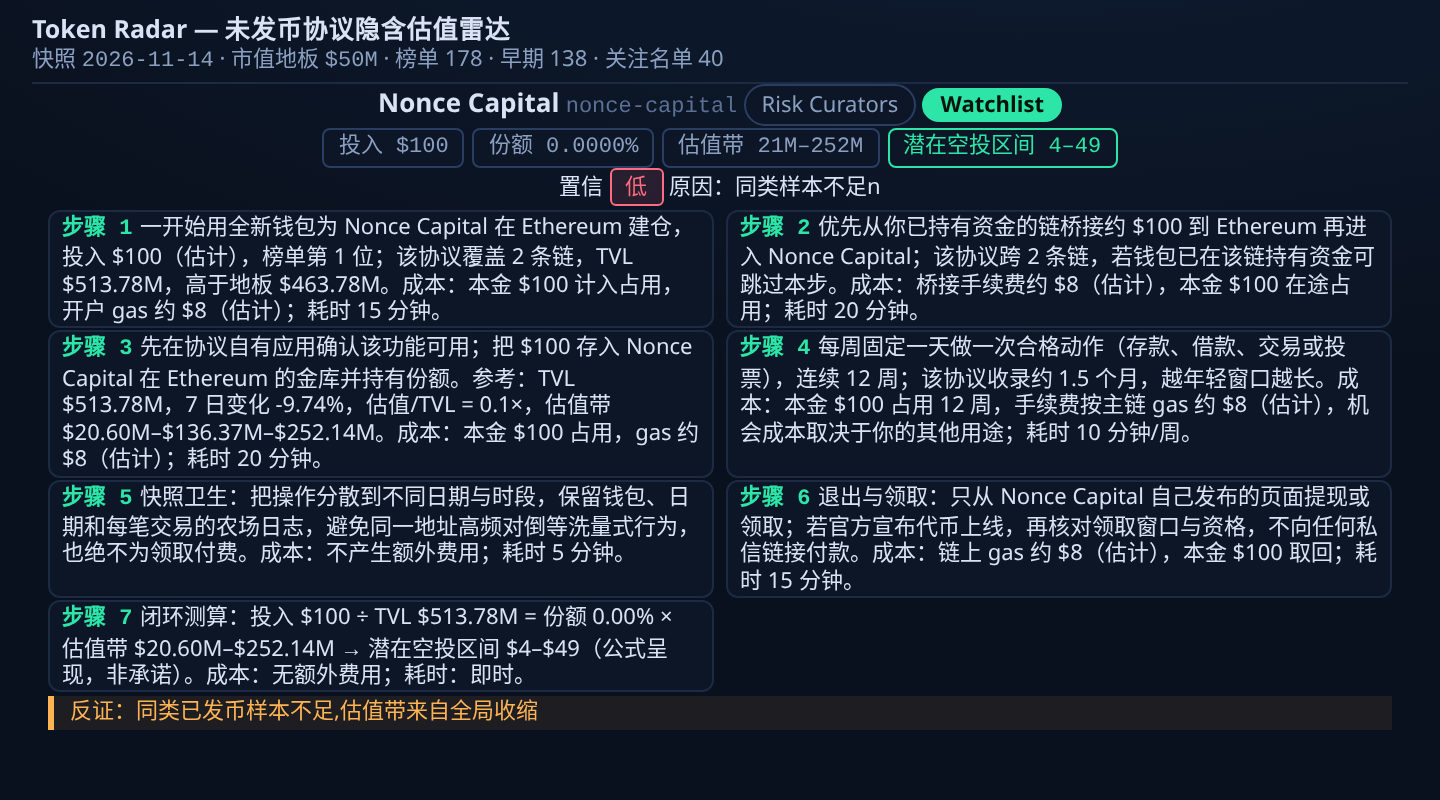 Token Radar — 未发币协议隐含估值雷达
快照 2026-11-14 · 市值地板 $50M · 榜单 178 · 早期 138 · 关注名单 40
Nonce Capital nonce-capital Risk Curators Watchlist
投入 $100 份额 0.0000% 估值带 21M–252M 潜在空投区间 4–49
置信 低 原因：同类样本不足n
步骤 1 一开始用全新钱包为 Nonce Capital 在 Ethereum 建仓，
投入 $100（估计），榜单第 1 位；该协议覆盖 2 条链，TVL
$513.78M，高于地板 $463.78M。成本：本金 $100 计入占用，
开户 gas 约 $8（估计）；耗时 15 分钟。
步骤 2 优先从你已持有资金的链桥接约 $100 到 Ethereum 再进
入 Nonce Capital；该协议跨 2 条链，若钱包已在该链持有资金可
跳过本步。成本：桥接手续费约 $8（估计），本金 $100 在途占
用；耗时 20 分钟。
步骤 3 先在协议自有应用确认该功能可用；把 $100 存入 Nonce
Capital 在 Ethereum 的金库并持有份额。参考：TVL
$513.78M，7 日变化 -9.74%，估值/TVL = 0.1×，估值带
$20.60M–$136.37M–$252.14M。成本：本金 $100 占用，gas 约
$8（估计）；耗时 20 分钟。
步骤 4 每周固定一天做一次合格动作（存款、借款、交易或投
票），连续 12 周；该协议收录约 1.5 个月，越年轻窗口越长。成
本：本金 $100 占用 12 周，手续费按主链 gas 约 $8（估计），机
会成本取决于你的其他用途；耗时 10 分钟/周。
步骤 5 快照卫生：把操作分散到不同日期与时段，保留钱包、日
期和每笔交易的农场日志，避免同一地址高频对倒等洗量式行为，
也绝不为领取付费。成本：不产生额外费用；耗时 5 分钟。
步骤 6 退出与领取：只从 Nonce Capital 自己发布的页面提现或
领取；若官方宣布代币上线，再核对领取窗口与资格，不向任何私
信链接付款。成本：链上 gas 约 $8（估计），本金 $100 取回；耗
时 15 分钟。
步骤 7 闭环测算：投入 $100 ÷ TVL $513.78M = 份额 0.00% ×
估值带 $20.60M–$252.14M → 潜在空投区间 $4–$49（公式呈
现，非承诺）。成本：无额外费用；耗时：即时。
反证：同类已发币样本不足,估值带来自全局收缩